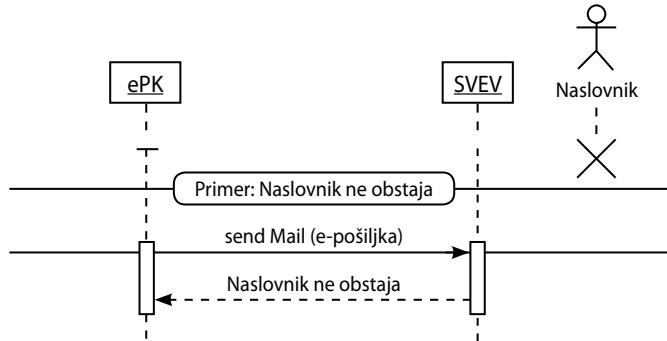 ePK
SVEV
Naslovnik
Primer: Naslovnik ne obstaja
send Mail (e-pošiljka)
Naslovnik ne obstaja